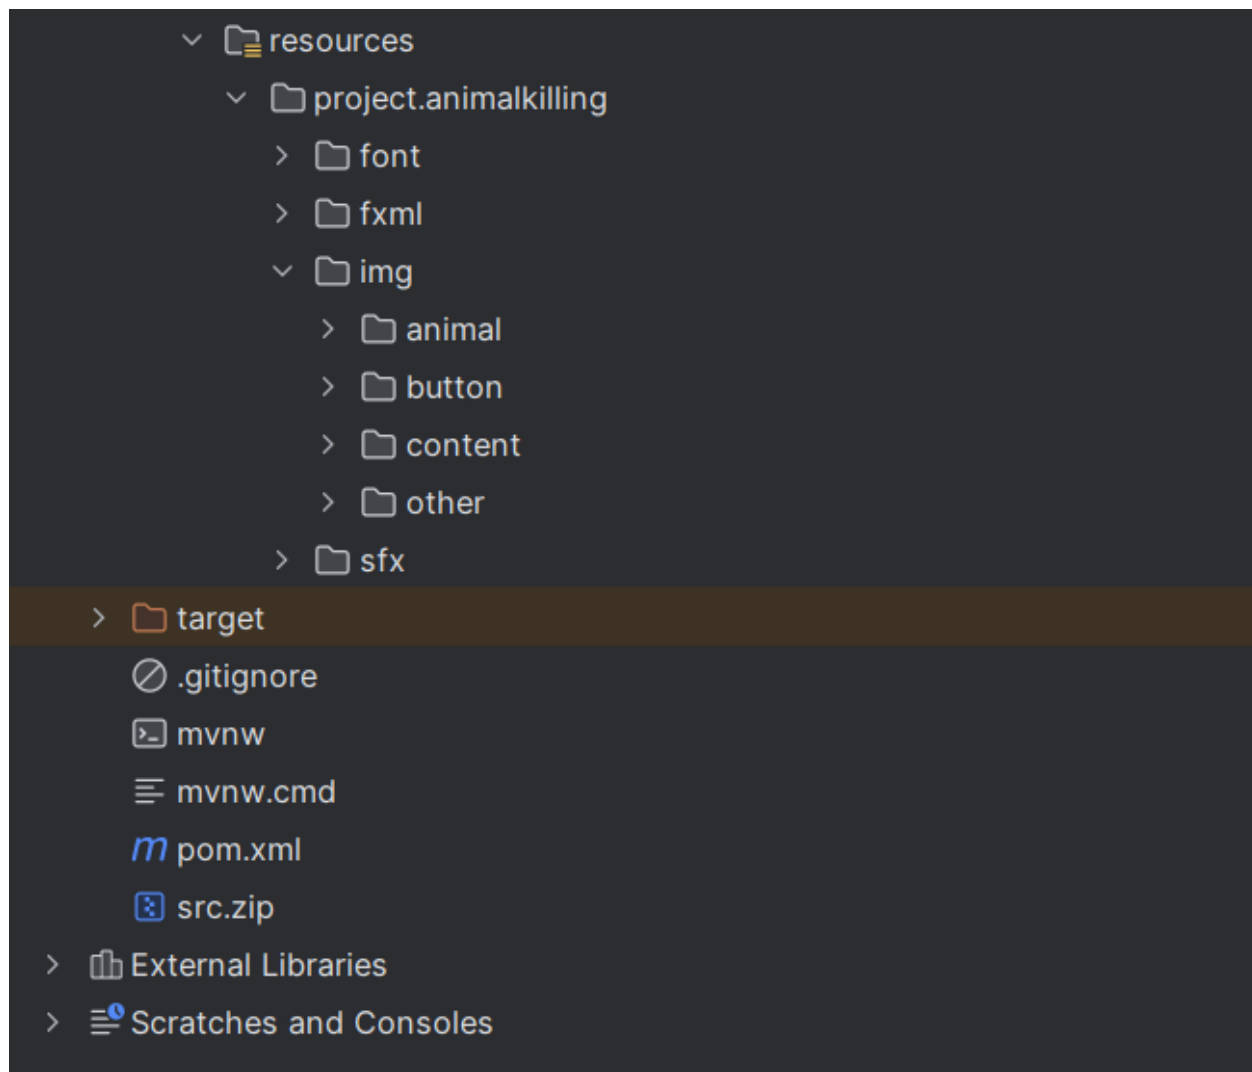 resources
project.animalkilling
font
fxml
img
animal
button
content
other
sfx
target
.gitignore
mvnw
mvnw.cmd
pom.xml
src.zip
External Libraries
Scratches and Consoles